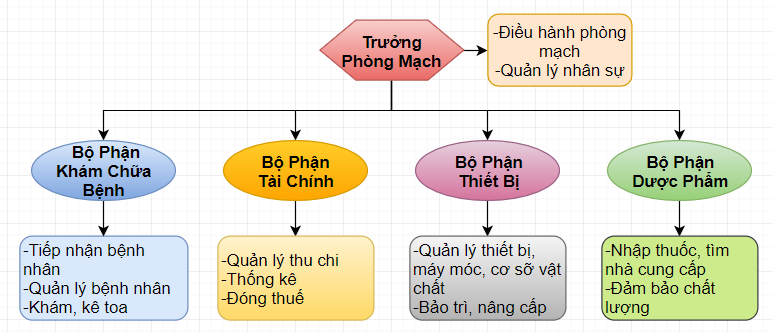 Trưởng
Phòng Mạch
-Điều hành phòng
mạch
-Quản lý nhân sự
Bộ Phận
Khám Chữa
Bệnh
Bộ Phận
Tài Chính
Bộ Phận
Thiết Bị
Bộ Phận
Dược Phẩm
-Tiếp nhận bệnh
nhân
-Quản lý bệnh nhân
-Khám, kê toa
-Quản lý thu chi
-Thống kê
-Đóng thuế
-Quản lý thiết bị,
máy móc, cơ sỡ vật
chất
-Bảo trì, nâng cấp
-Nhập thuốc, tìm
nhà cung cấp
-Đảm bảo chất
lượng